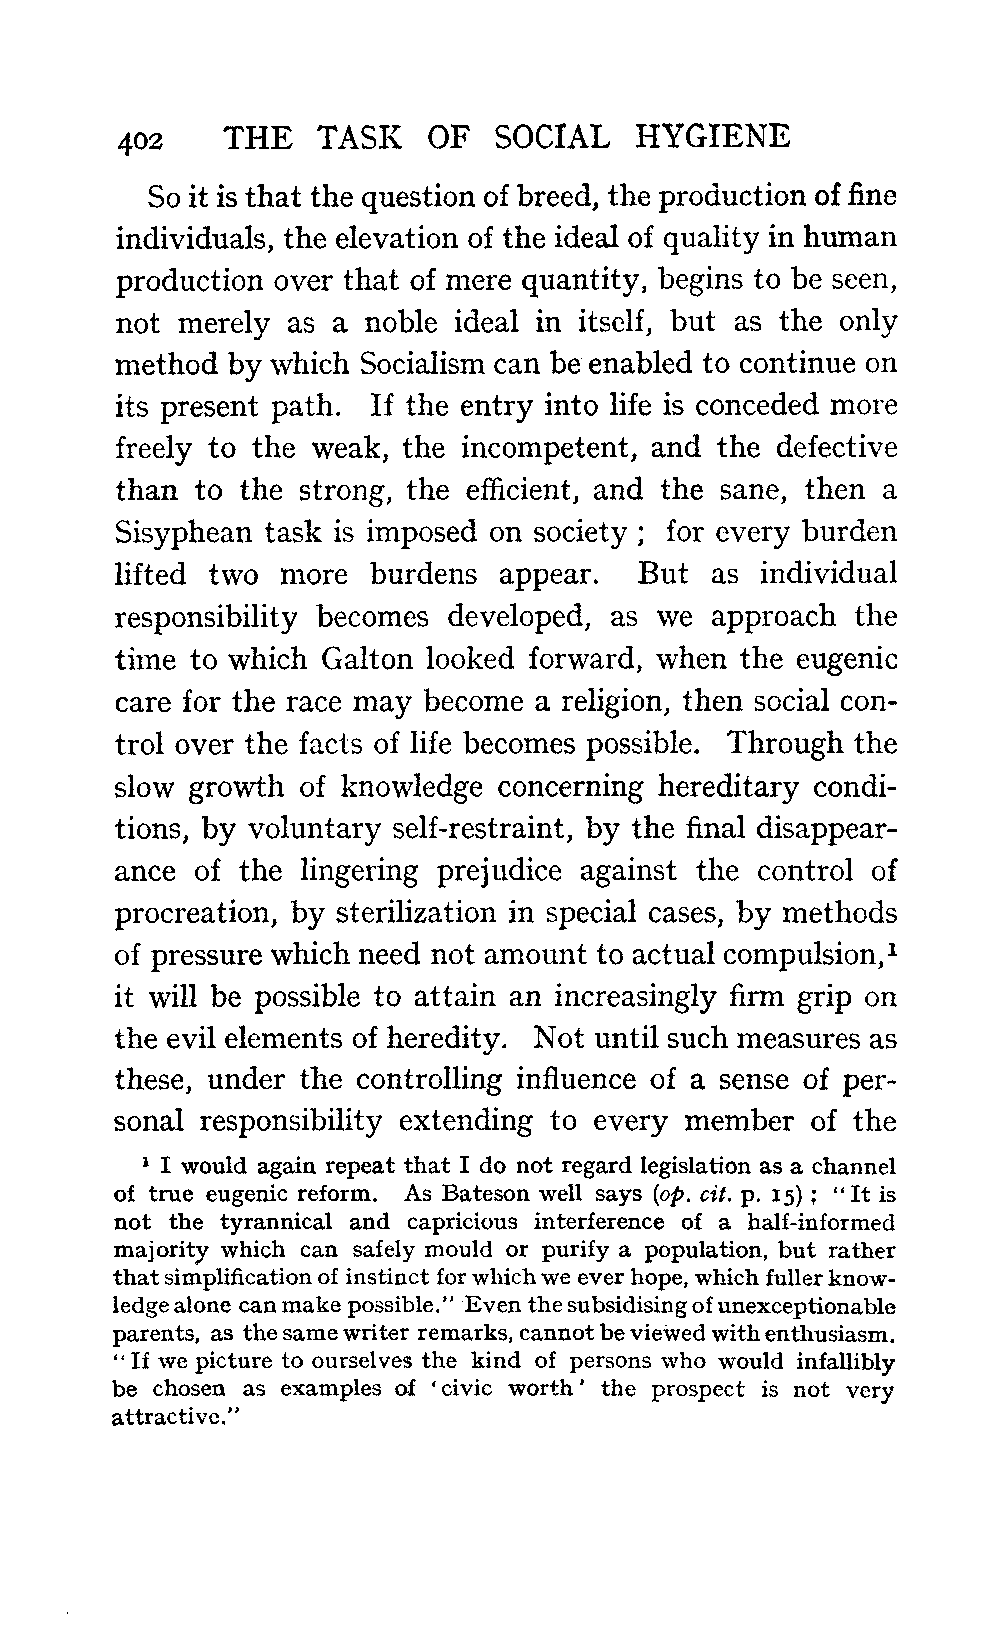 402 THE TASK OF SOCIAL HYGIENE
So it is that the question of breed, the production of fine
individuals, the elevation of the ideal of quality in human
production over that of mere quantity, begins to be seen,
not merely as a noble ideal in itself, but as the only
method by which Socialism can be enabled to continue on
its present path. If the entry into life is conceded more
freely to the weak, the incompetent, and the defective
than to the strong, the efficient, and the sane, then a
Sisyphean task is imposed on society ; for every burden
lifted two more burdens appear. But as individual
responsibility becomes developed, as we approach the
time to which Galton looked forward, when the eugenic
care for the race may become a religion, then social con-
trol over the facts of life becomes possible. Through the
slow growth of knowledge concerning hereditary condi-
tions, by voluntary self-restraint, by the final disappear-
ance of the lingering prejudice against the control of
procreation, by sterilization in special cases, by methods
of pressure which need not amount to actual compulsion,¹
it will be possible to attain an increasingly firm grip on
the evil elements of heredity. Not until such measures as
these, under the controlling influence of a sense of per-
sonal responsibility extending to every member of the
¹ I would again repeat that I do not regard legislation as a channel
of true eugenic reform. As Bateson well says (op. cit. p. 15) : "It is
not the tyrannical and capricious interference of a half-informed
majority which can safely mould or purify a population, but rather
that simplification of instinct for which we ever hope, which fuller know-
ledge alone can make possible." Even the subsidising of unexceptionable
parents, as the same writer remarks, cannot be viewed with enthusiasm.
"If we picture to ourselves the kind of persons who would infallibly
be chosen as examples of 'civic worth' the prospect is not very
attractive."